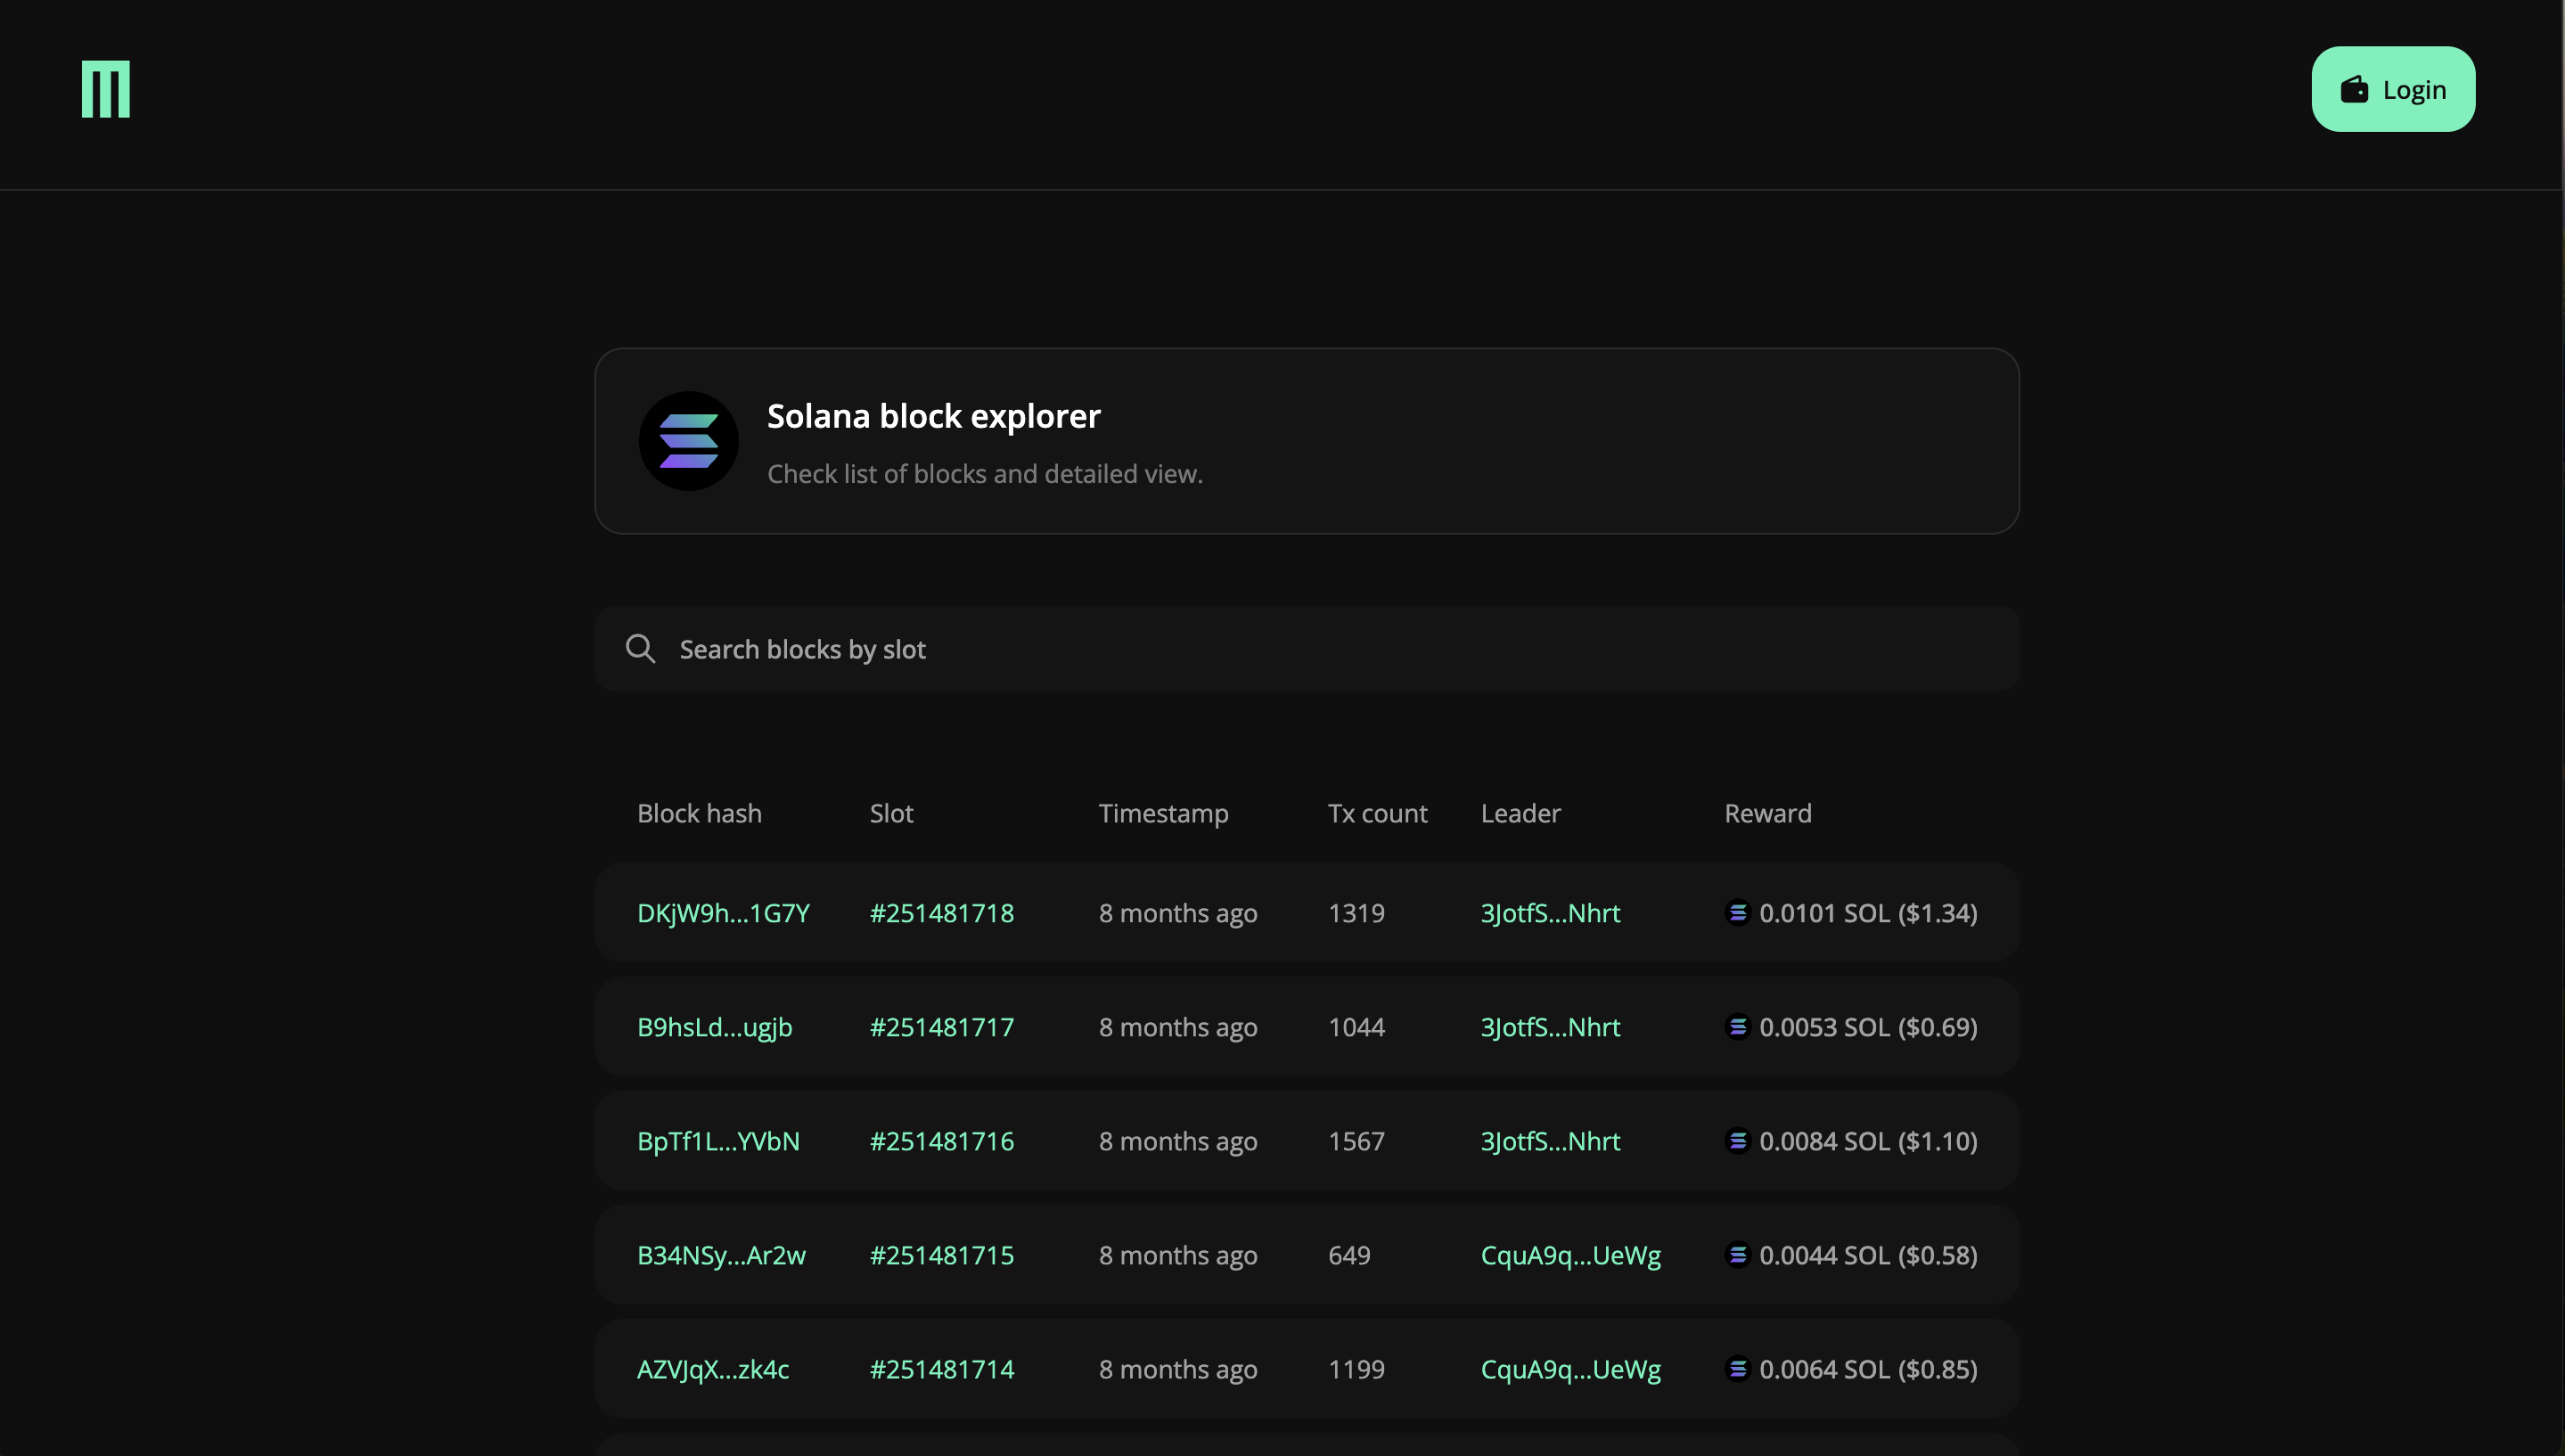 Login
Solana block explorer
Check list of blocks and detailed view.
Search blocks by slot
Block hash Slot Timestamp Tx count Leader Reward
DKjW9h...1G7Y #251481718 8 months ago 1319 3JotfS...Nhrt 0.0101 SOL ($1.34)
B9hsLd...ugjb #251481717 8 months ago 1044 3JotfS...Nhrt 0.0053 SOL ($0.69)
BpTf1L...YVbN #251481716 8 months ago 1567 3JotfS...Nhrt 0.0084 SOL ($1.10)
B34NSy...Ar2w #251481715 8 months ago 649 CquA9q...UeWg 0.0044 SOL ($0.58)
AZVJqX...zk4c #251481714 8 months ago 1199 CquA9q...UeWg 0.0064 SOL ($0.85)